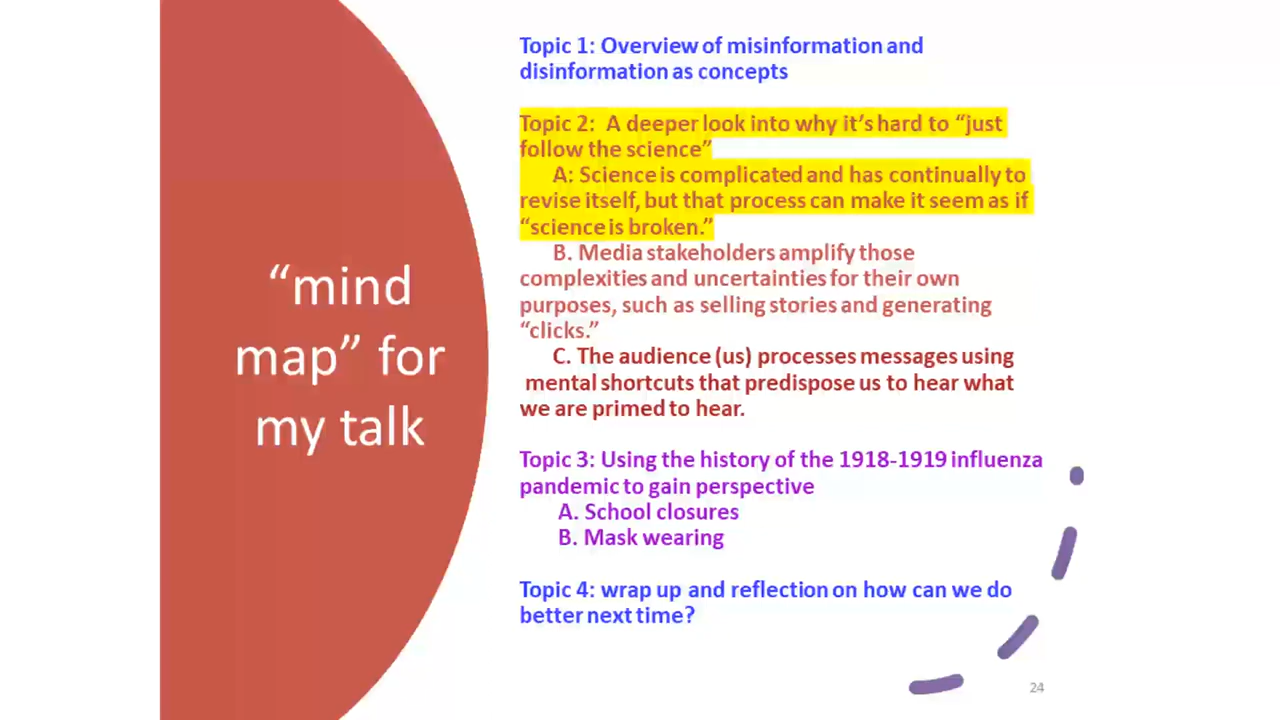 “mind
map” for
my talk
Topic 1: Overview of misinformation and
disinformation as concepts
Topic 2: A deeper look into why it’s hard to “just
follow the science”
A: Science is complicated and has continually to
revise itself, but that process can make it seem as if
“science is broken.”
B. Media stakeholders amplify those
complexities and uncertainties for their own
purposes, such as selling stories and generating
“clicks.”
C. The audience (us) processes messages using
mental shortcuts that predispose us to hear what
we are primed to hear.
Topic 3: Using the history of the 1918-1919 influenza
pandemic to gain perspective
A. School closures
B. Mask wearing
Topic 4: wrap up and reflection on how can we do
better next time?
24